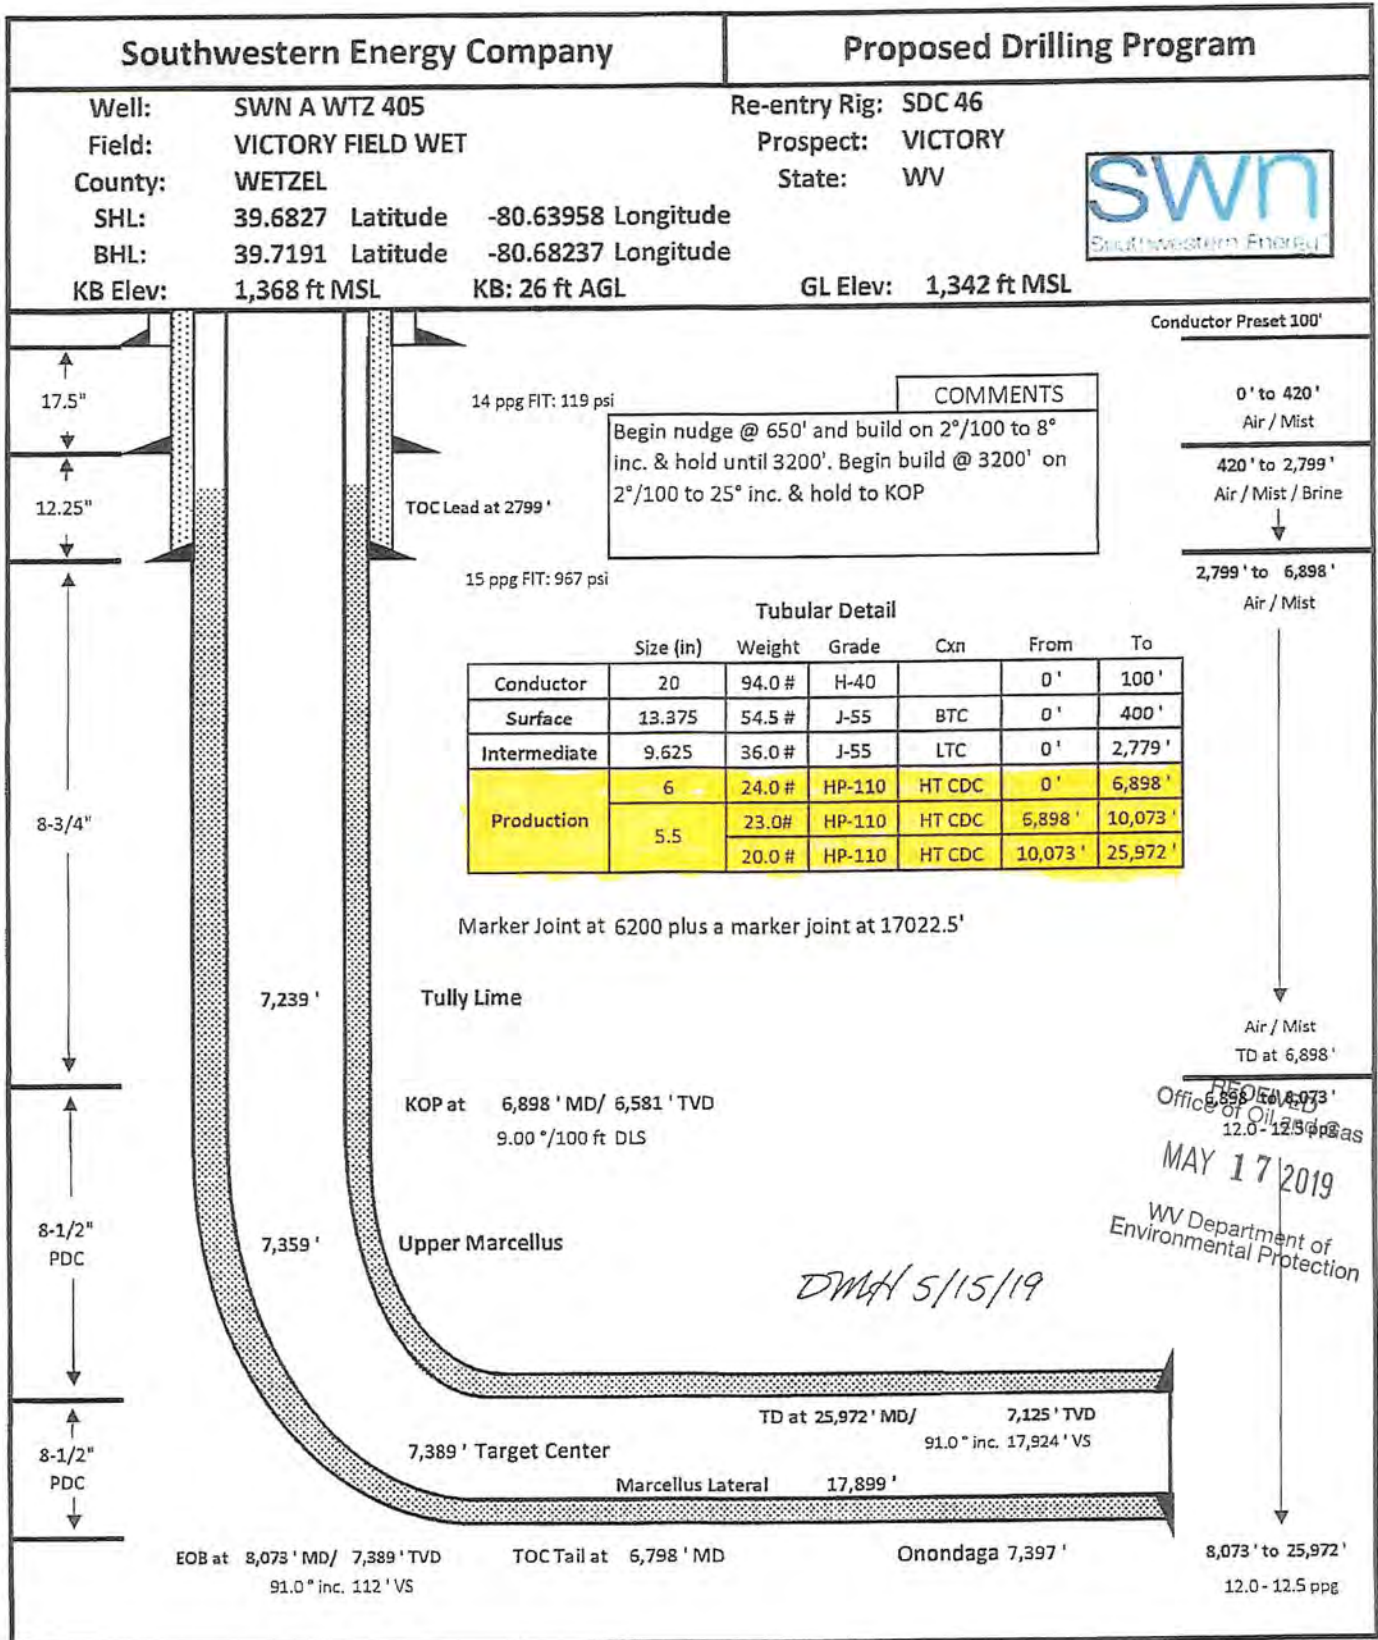 Southwestern Energy Company
Proposed Drilling Program
Well: SWN A WTZ 405
Re-entry Rig: SDC 46
Field: VICTORY FIELD WET
Prospect: VICTORY
County: WETZEL
State: WV
SHL: 39.6827 Latitude -80.63958 Longitude
BHL: 39.7191 Latitude -80.68237 Longitude
KB Elev: 1,368 ft MSL KB: 26 ft AGL GL Elev: 1,342 ft MSL
swn
Southwestern Energy
Conductor Preset 100'
17.5"
14 ppg FIT: 119 psi
COMMENTS
Begin nudge @ 650' and build on 2°/100 to 8°
inc. & hold until 3200'. Begin build @ 3200' on
2°/100 to 25° inc. & hold to KOP
0 ' to 420 '
Air / Mist
420 ' to 2,799 '
Air / Mist / Brine
12.25"
TOC Lead at 2799 '
15 ppg FIT: 967 psi
2,799 ' to 6,898 '
Air / Mist
Tubular Detail
Size (in) Weight Grade Cxn From To
Conductor 20 94.0 # H-40 0 ' 100 '
Surface 13.375 54.5 # J-55 BTC 0 ' 400 '
Intermediate 9.625 36.0 # J-55 LTC 0 ' 2,779 '
Production 6 24.0 # HP-110 HT CDC 0 ' 6,898 '
5.5 23.0# HP-110 HT CDC 6,898 ' 10,073 '
20.0 # HP-110 HT CDC 10,073 ' 25,972 '
8-3/4"
Marker Joint at 6200 plus a marker joint at 17022.5'
7,239 ' Tully Lime
Air / Mist
TD at 6,898 '
KOP at 6,898 ' MD/ 6,581 ' TVD
9.00 °/100 ft DLS
6,898 ' to 8,073 '
12.0 - 12.5 ppg
RECEIVED
Office of Oil and Gas
MAY 17 2019
WV Department of
Environmental Protection
8-1/2"
PDC
7,359 ' Upper Marcellus
DMH 5/15/19
TD at 25,972 ' MD/ 7,125 ' TVD
91.0 ° inc. 17,924 ' VS
8-1/2"
PDC
7,389 ' Target Center
Marcellus Lateral 17,899 '
EOB at 8,073 ' MD/ 7,389 ' TVD
91.0 ° inc. 112 ' VS
TOC Tail at 6,798 ' MD
Onondaga 7,397 '
8,073 ' to 25,972 '
12.0 - 12.5 ppg